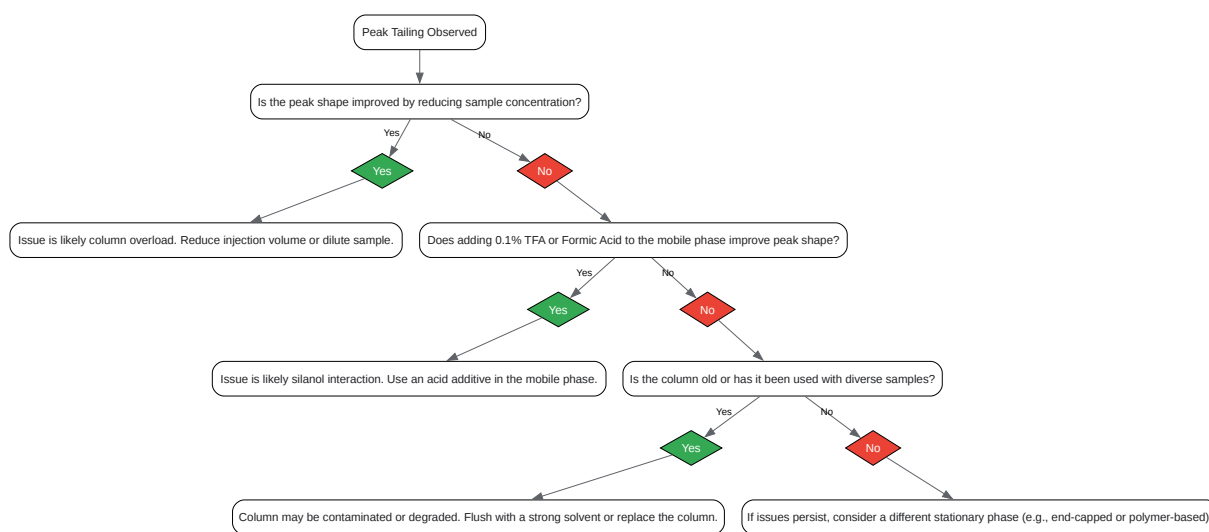 Peak Tailing Observed
Is the peak shape improved by reducing sample concentration?
Yes
No
Yes
No
Issue is likely column overload. Reduce injection volume or dilute sample.
Does adding 0.1% TFA or Formic Acid to the mobile phase improve peak shape?
Yes
No
Yes
No
Issue is likely silanol interaction. Use an acid additive in the mobile phase.
Is the column old or has it been used with diverse samples?
Yes
No
Yes
No
Column may be contaminated or degraded. Flush with a strong solvent or replace the column.
If issues persist, consider a different stationary phase (e.g., end-capped or polymer-based)